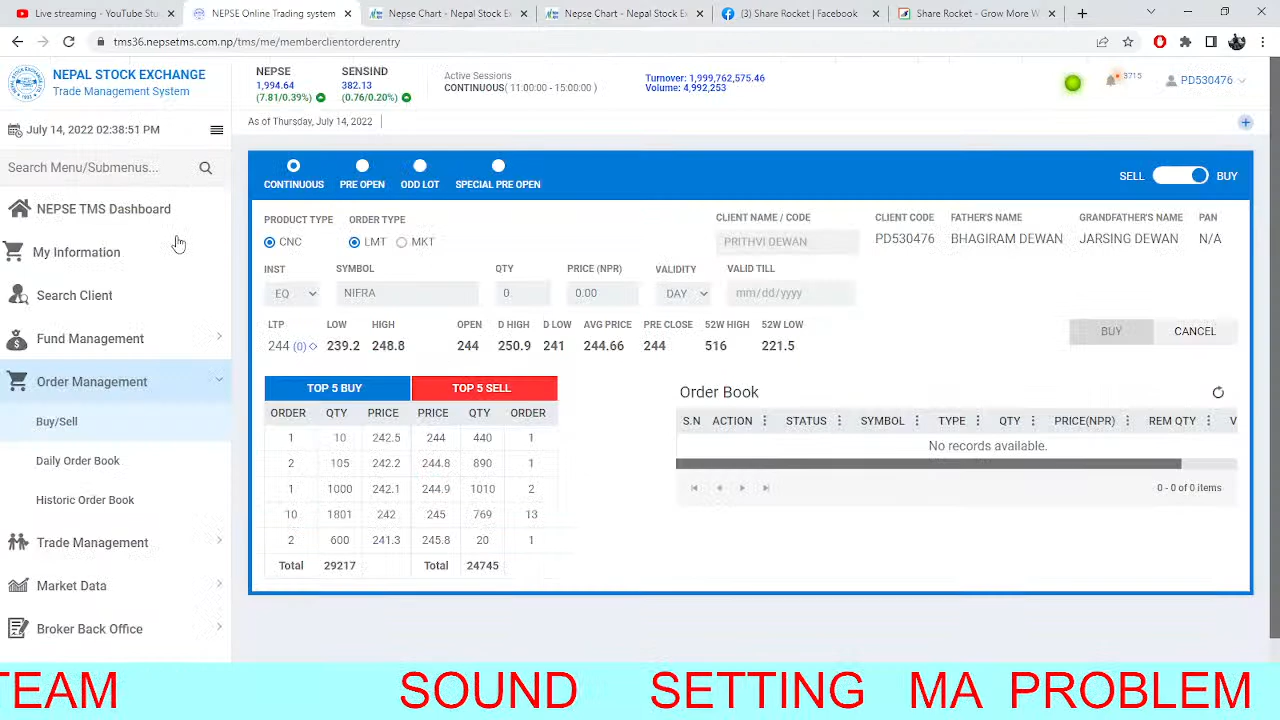 Live streaming - YouTube Stu
NEPSE Online Trading system
Nepse Chart - Nepal Stock Ex
Nepse Chart - Nepal Stock Ex
(3) Share Rocket | Facebook
Share Rocket - Grow More W
tms36.nepsetms.com.np/tms/me/memberclientorderentry
NEPAL STOCK EXCHANGE
Trade Management System
NEPSE
1,994.64
(7.81/0.39%)
SENSIND
382.13
(0.76/0.20%)
Active Sessions
CONTINUOUS( 11:00:00 - 15:00:00 )
Turnover: 1,999,762,575.46
Volume: 4,992,253
3715
PD530476
July 14, 2022 02:38:51 PM
As of Thursday, July 14, 2022
Search Menu/Submenus...
NEPSE TMS Dashboard
My Information
Search Client
Fund Management
Order Management
Buy/Sell
Daily Order Book
Historic Order Book
Trade Management
Market Data
Broker Back Office
CONTINUOUS PRE OPEN ODD LOT SPECIAL PRE OPEN
SELL BUY
PRODUCT TYPE ORDER TYPE
CNC LMT MKT
CLIENT NAME / CODE CLIENT CODE FATHER'S NAME GRANDFATHER'S NAME PAN
PRITHVI DEWAN PD530476 BHAGIRAM DEWAN JARSING DEWAN N/A
INST SYMBOL QTY PRICE (NPR) VALIDITY VALID TILL
EQ NIFRA 0 0.00 DAY mm/dd/yyyy
LTP LOW HIGH OPEN D HIGH D LOW AVG PRICE PRE CLOSE 52W HIGH 52W LOW
244 (0) 239.2 248.8 244 250.9 241 244.66 244 516 221.5
BUY CANCEL
TOP 5 BUY TOP 5 SELL
ORDER QTY PRICE PRICE QTY ORDER
1 10 242.5 244 440 1
2 105 242.2 244.8 890 1
1 1000 242.1 244.9 1010 2
10 1801 242 245 769 13
2 600 241.3 245.8 20 1
Total 29217 Total 24745
Order Book
S.N ACTION STATUS SYMBOL TYPE QTY PRICE(NPR) REM QTY V
No records available.
0 - 0 of 0 items
TEAM SOUND SETTING MA PROBLEM